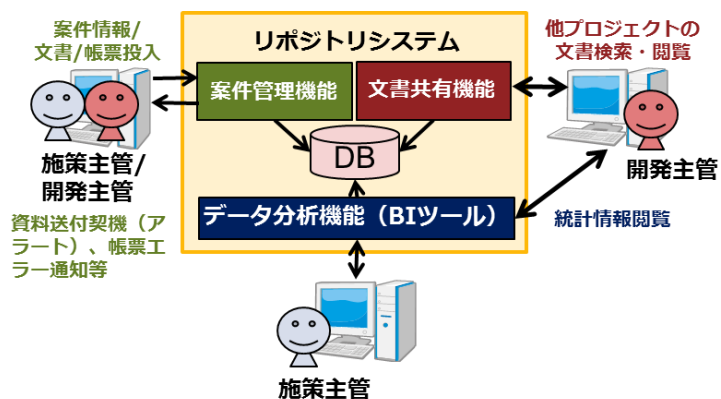 案件情報/
文書/帳票投入
リポジトリシステム
他プロジェクトの
文書検索・閲覧
案件管理機能
文書共有機能
DB
施策主管/
開発主管
開発主管
資料送付契機（ア
ラート）、帳票エ
ラー通知等
データ分析機能（BIツール）
統計情報閲覧
施策主管